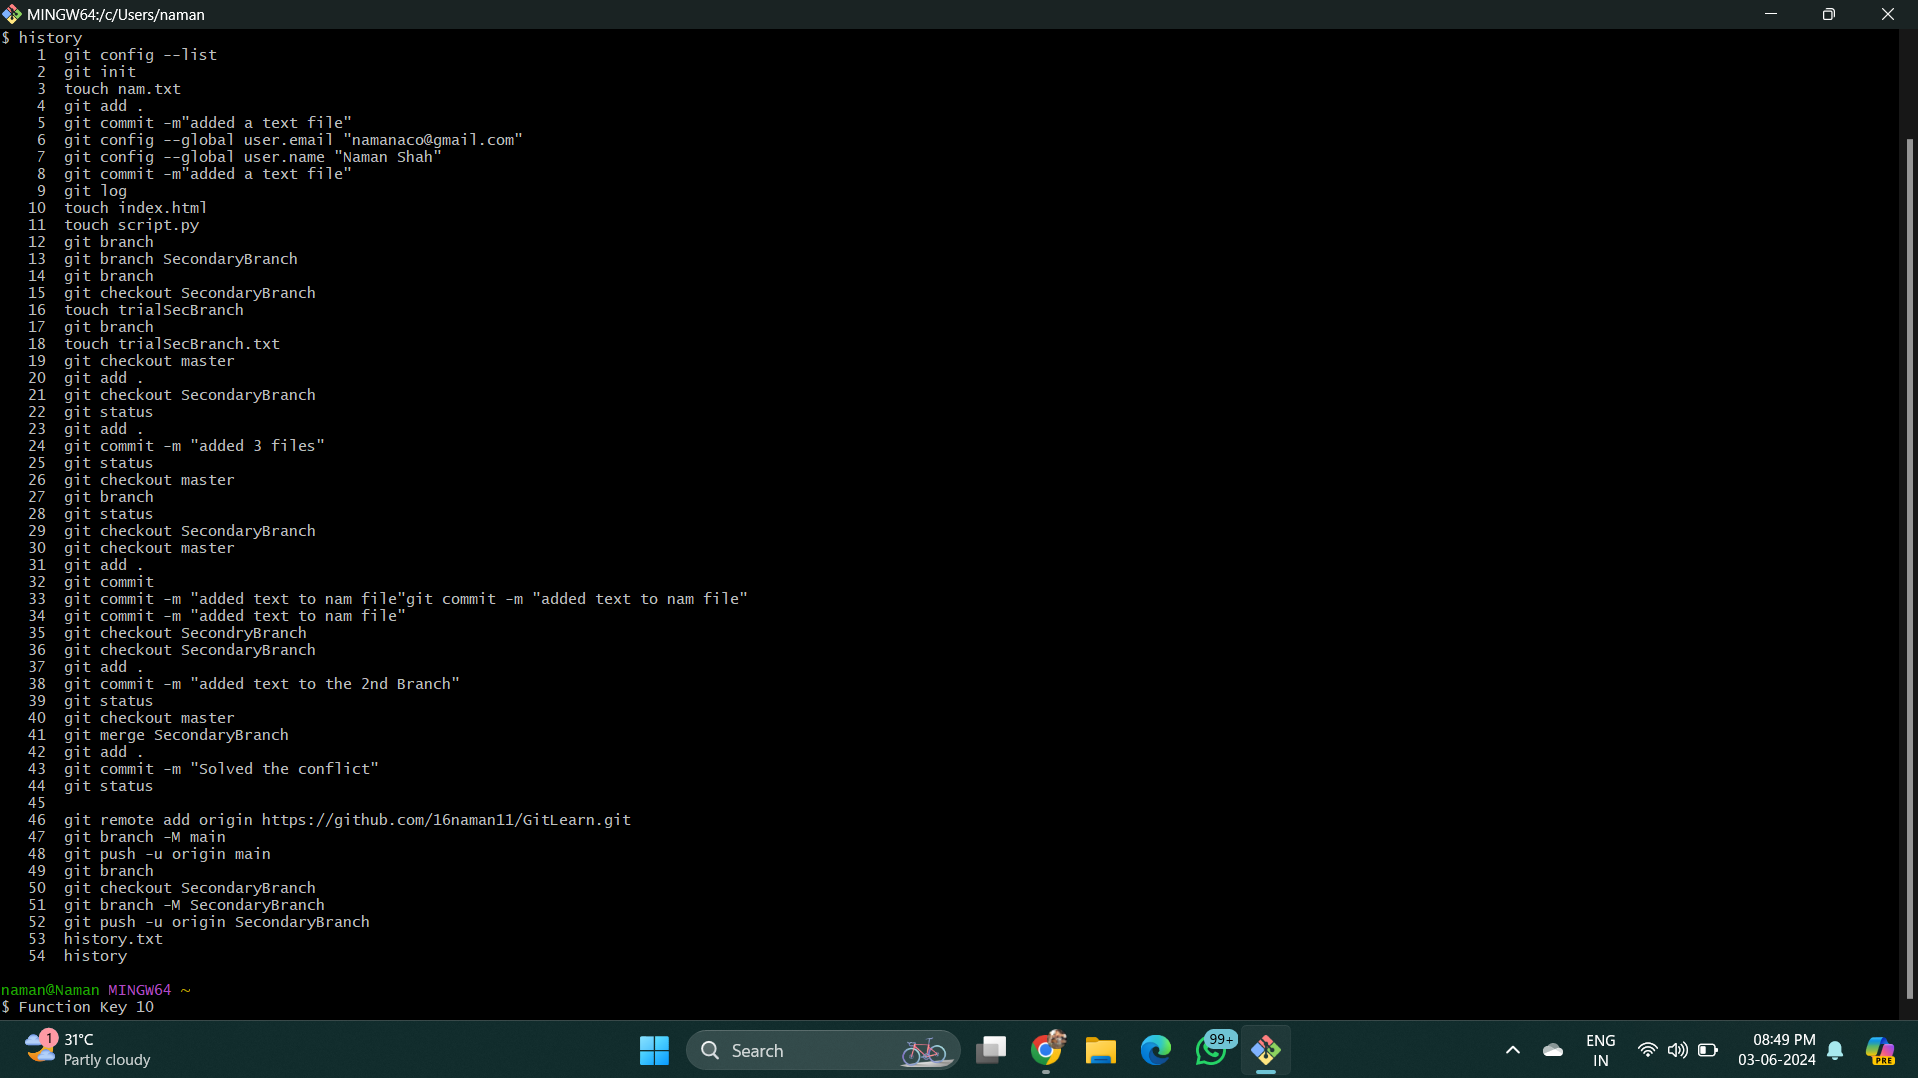 MINGW64:/c/Users/naman
$ history
1 git config --list
2 git init
3 touch nam.txt
4 git add .
5 git commit -m"added a text file"
6 git config --global user.email "namanaco@gmail.com"
7 git config --global user.name "Naman Shah"
8 git commit -m"added a text file"
9 git log
10 touch index.html
11 touch script.py
12 git branch
13 git branch SecondaryBranch
14 git branch
15 git checkout SecondaryBranch
16 touch trialSecBranch
17 git branch
18 touch trialSecBranch.txt
19 git checkout master
20 git add .
21 git checkout SecondaryBranch
22 git status
23 git add .
24 git commit -m "added 3 files"
25 git status
26 git checkout master
27 git branch
28 git status
29 git checkout SecondaryBranch
30 git checkout master
31 git add .
32 git commit
33 git commit -m "added text to nam file"git commit -m "added text to nam file"
34 git commit -m "added text to nam file"
35 git checkout SecondryBranch
36 git checkout SecondaryBranch
37 git add .
38 git commit -m "added text to the 2nd Branch"
39 git status
40 git checkout master
41 git merge SecondaryBranch
42 git add .
43 git commit -m "Solved the conflict"
44 git status
45
46 git remote add origin https://github.com/16naman11/GitLearn.git
47 git branch -M main
48 git push -u origin main
49 git branch
50 git checkout SecondaryBranch
51 git branch -M SecondaryBranch
52 git push -u origin SecondaryBranch
53 history.txt
54 history
naman@Naman MINGW64 ~
$ Function Key 10
1 31°C
Partly cloudy
Search
99+
ENG
IN
08:49 PM
03-06-2024
PRE